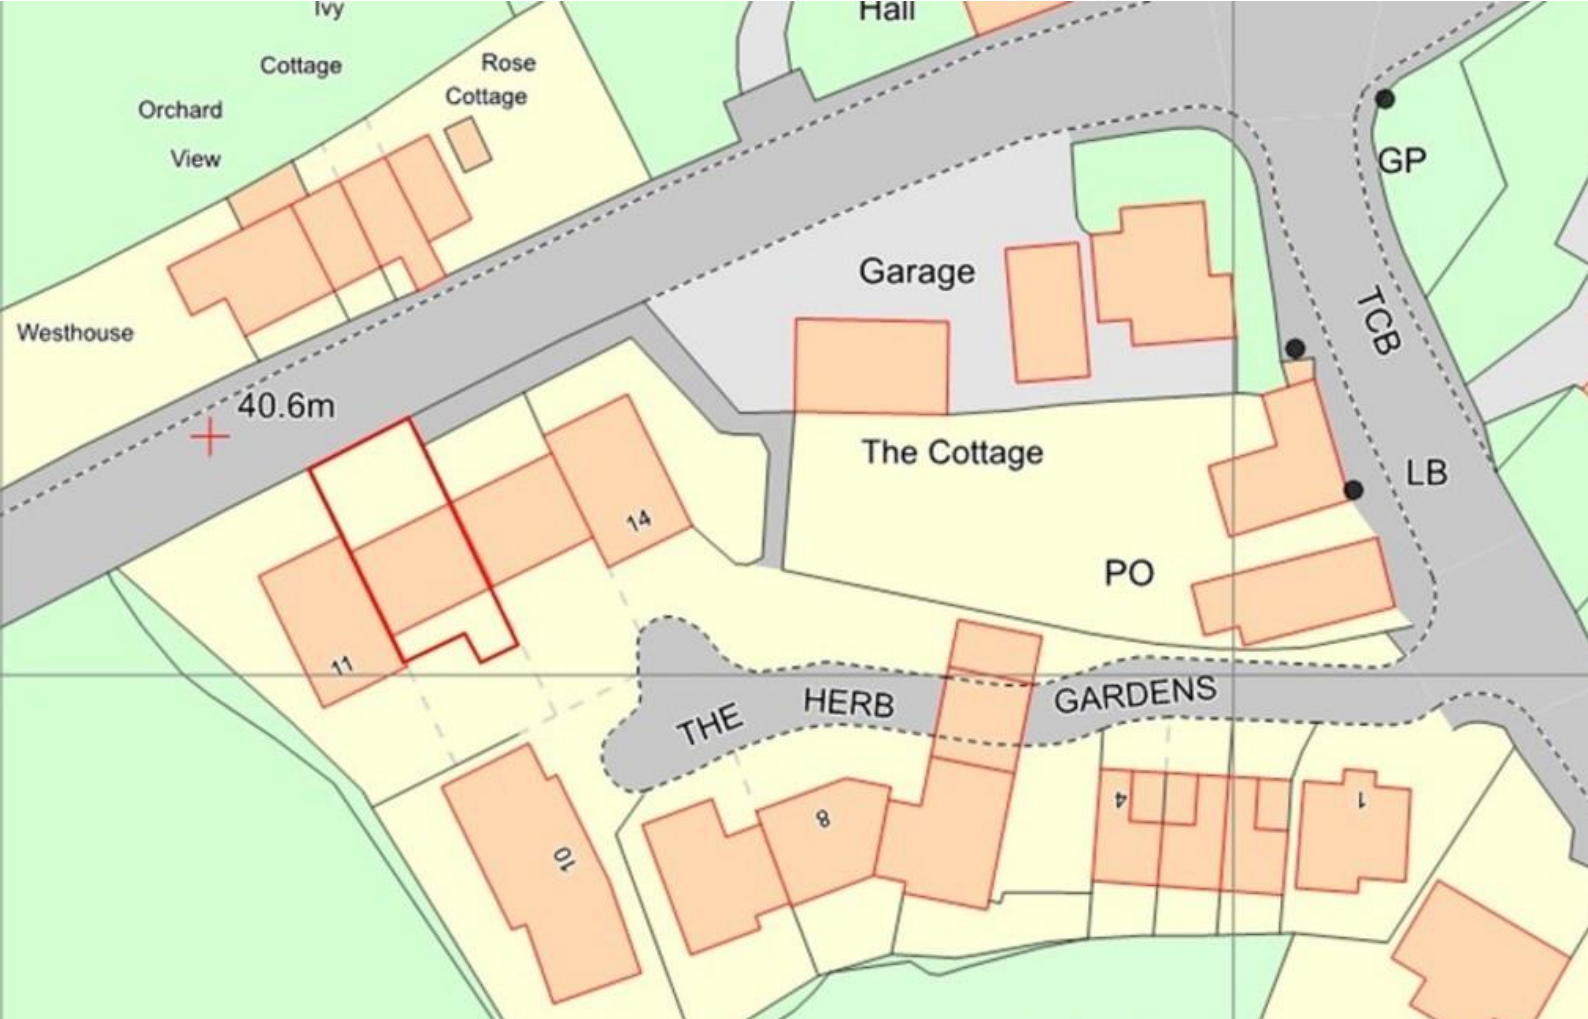 Ivy
Cottage
Hall
Rose
Cottage
Orchard
View
GP
Westhouse
Garage
TCB
40.6m
The Cottage
LB
14
PO
11
THE HERB GARDENS
4
1
8
10